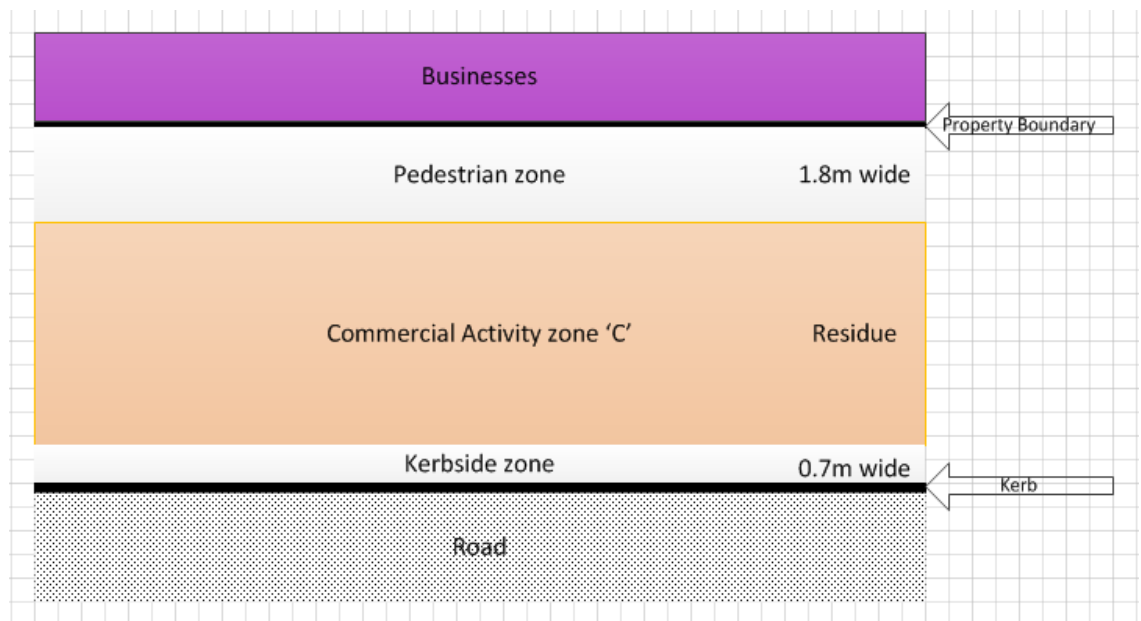 Businesses
Property Boundary
Pedestrian zone 1.8m wide
Commercial Activity zone ‘C’ Residue
Kerbside zone 0.7m wide
Kerb
Road